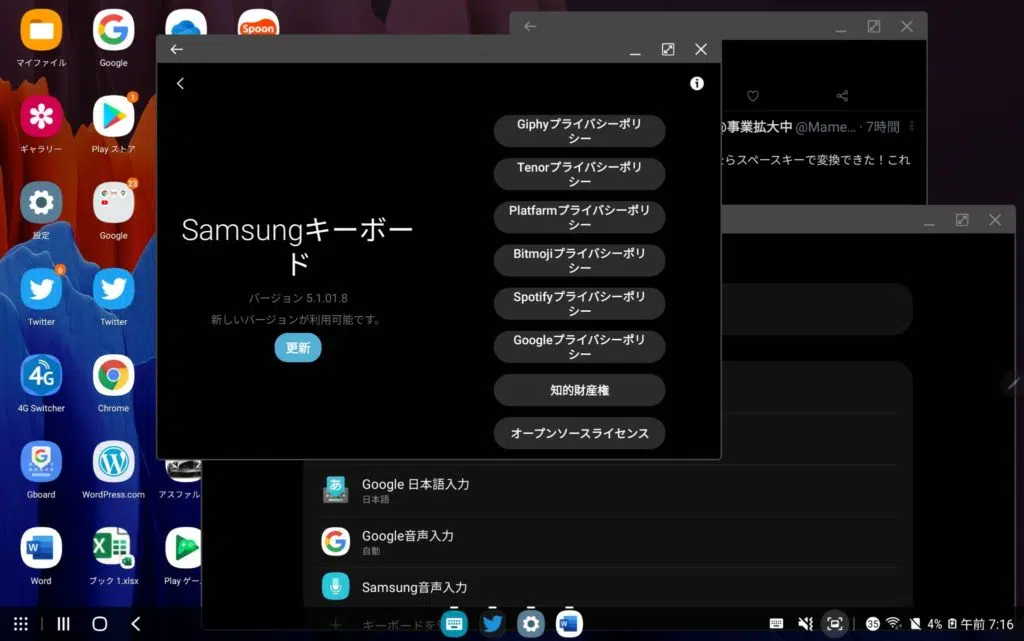 マイファイル
Google
Spoon
ギャラリー
Play ストア
1
設定
Google
23
Twitter
6
Twitter
4G
4G Switcher
Chrome
Gboard
WordPress.com
アスファル
Word
ブック 1.xlsx
Play ゲー..
Samsungキーボー
ド
バージョン 5.1.01.8
新しいバージョンが利用可能です。
更新
Giphyプライバシーポリ
シー
Tenorプライバシーポリ
シー
Platfarmプライバシーポリ
シー
Bitmojiプライバシーポリ
シー
Spotifyプライバシーポリ
シー
Googleプライバシーポリ
シー
知的財産権
オープンソースライセンス
@事業拡大中 @Mame... · 7時間
たらスペースキーで変換できた！これ
あ
Google 日本語入力
日本語
Google音声入力
自動
Samsung音声入力
キーボードを
35
4%
午前 7:16